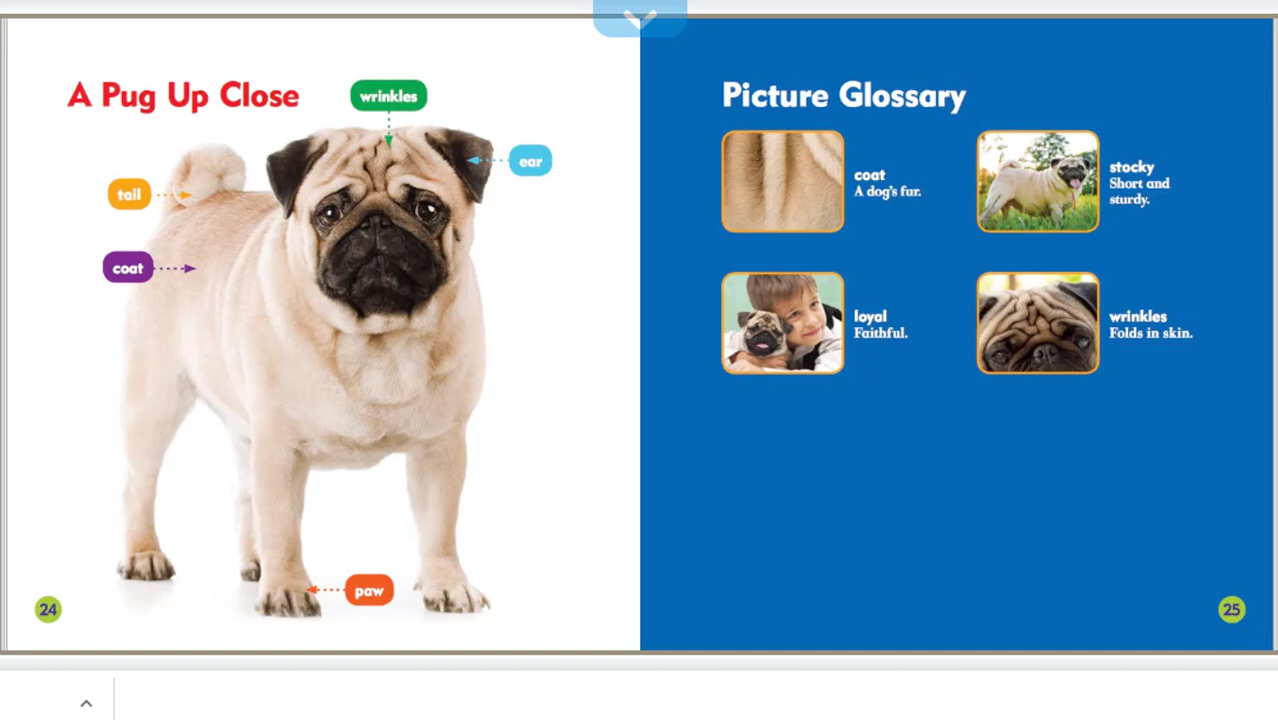 A Pug Up Close
wrinkles
ear
tail
coat
paw
24
Picture Glossary
coat
A dog's fur.
stocky
Short and
sturdy.
loyal
Faithful.
wrinkles
Folds in skin.
25